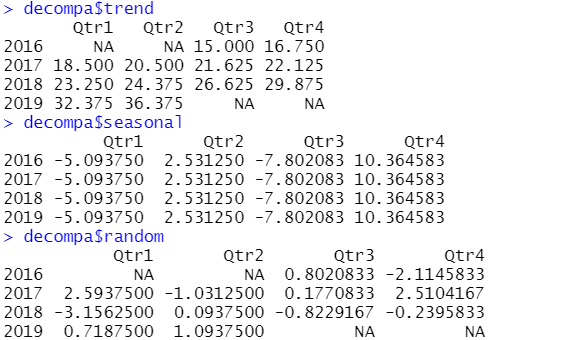 > decompa$trend
Qtr1 Qtr2 Qtr3 Qtr4
2016 NA NA 15.000 16.750
2017 18.500 20.500 21.625 22.125
2018 23.250 24.375 26.625 29.875
2019 32.375 36.375 NA NA
> decompa$seasonal
Qtr1 Qtr2 Qtr3 Qtr4
2016 -5.093750 2.531250 -7.802083 10.364583
2017 -5.093750 2.531250 -7.802083 10.364583
2018 -5.093750 2.531250 -7.802083 10.364583
2019 -5.093750 2.531250 -7.802083 10.364583
> decompa$random
Qtr1 Qtr2 Qtr3 Qtr4
2016 NA NA 0.8020833 -2.1145833
2017 2.5937500 -1.0312500 0.1770833 2.5104167
2018 -3.1562500 0.0937500 -0.8229167 -0.2395833
2019 0.7187500 1.0937500 NA NA